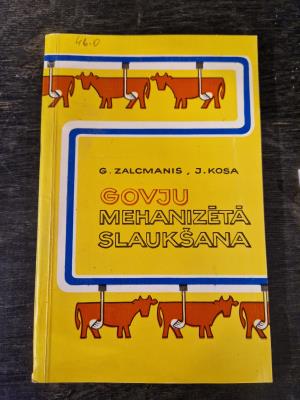 46.0
G. ZALCMANIS, J. KOSA
GOVJU
MEHANIZĒTĀ
SLAUKŠANA